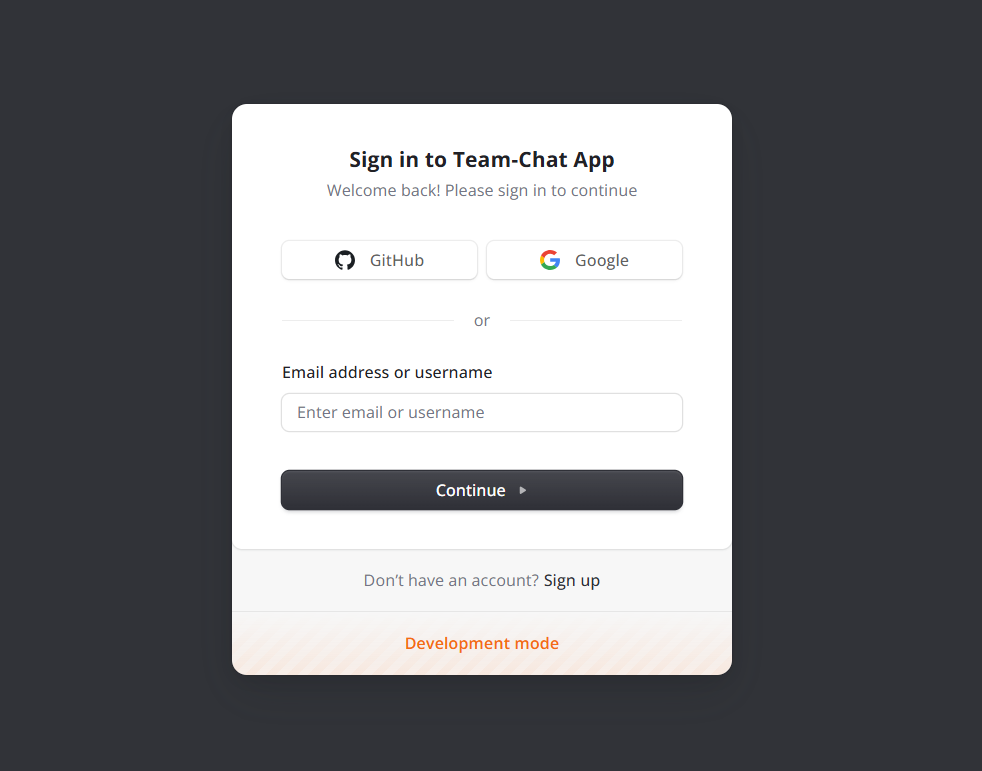 Sign in to Team-Chat App
Welcome back! Please sign in to continue
GitHub
Google
or
Email address or username
Enter email or username
Continue
Don’t have an account? Sign up
Development mode